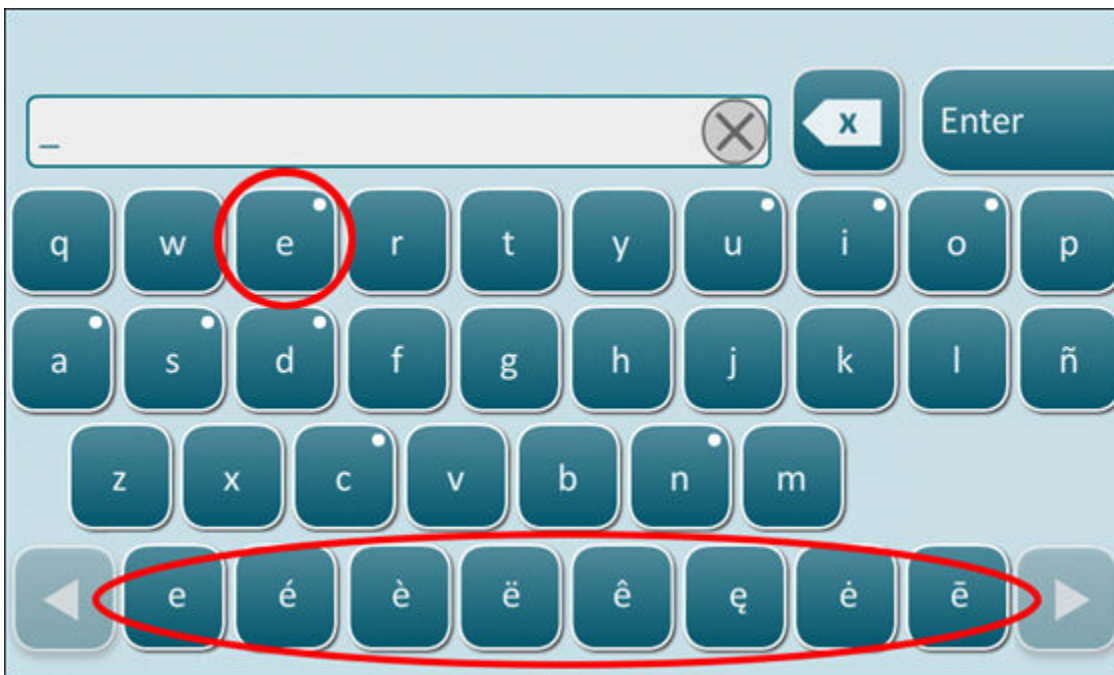 _
x Enter
q w e r t y u i o p
a s d f g h j k l ñ
z x c v b n m
e é è ë ê ę ė ē